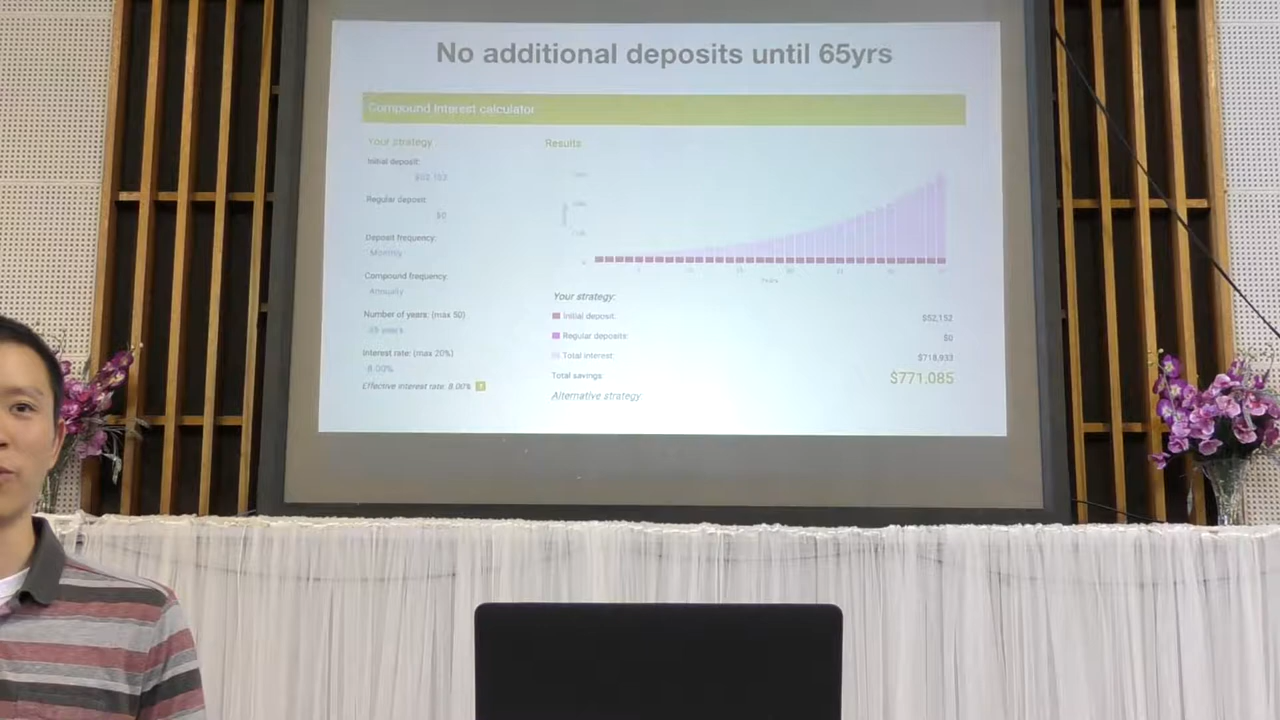 No additional deposits until 65yrs
Compound interest calculator
Your strategy
Initial deposit:
$52,152
Regular deposit:
$0
Deposit frequency:
Monthly
Compound frequency:
Annually
Number of years: (max 50)
35 years
Interest rate: (max 20%)
8.00%
Effective interest rate: 8.00%
Results
Years
Your strategy:
Initial deposit: $52,152
Regular deposits: $0
Total interest: $718,933
Total savings: $771,085
Alternative strategy